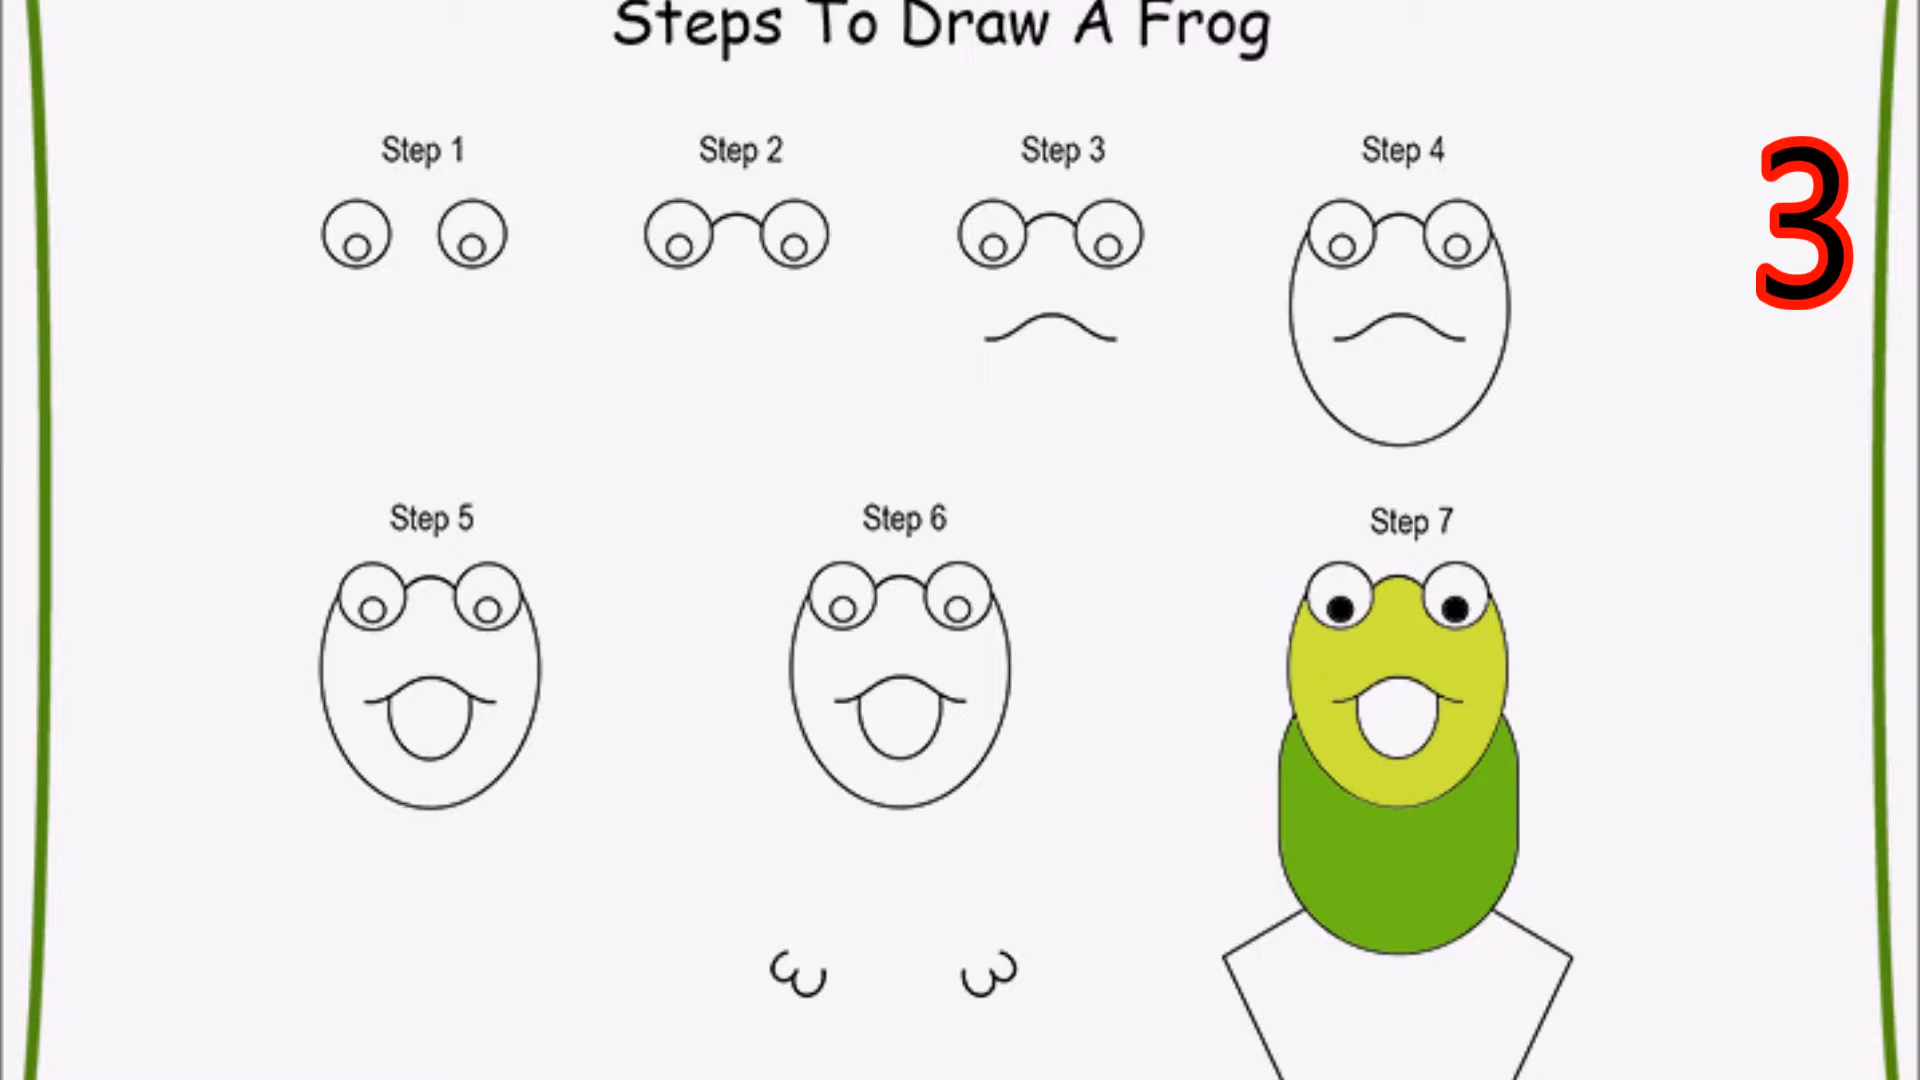 Steps To Draw A Frog
Step 1
Step 2
Step 3
Step 4
3
Step 5
Step 6
Step 7